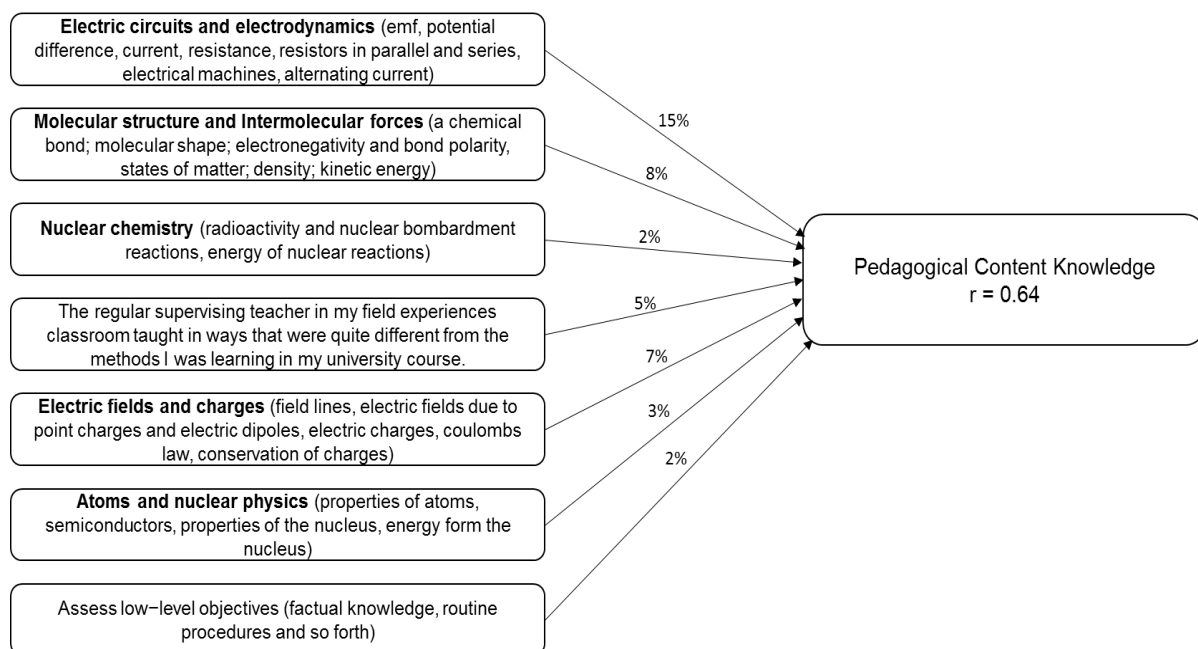 Electric circuits and electrodynamics (emf, potential
difference, current, resistance, resistors in parallel and series,
electrical machines, alternating current)
15%
Molecular structure and Intermolecular forces (a chemical
bond; molecular shape; electronegativity and bond polarity,
states of matter; density; kinetic energy)
8%
Nuclear chemistry (radioactivity and nuclear bombardment
reactions, energy of nuclear reactions)
2%
The regular supervising teacher in my field experiences
classroom taught in ways that were quite different from the
methods I was learning in my university course.
5%
Electric fields and charges (field lines, electric fields due to
point charges and electric dipoles, electric charges, coulombs
law, conservation of charges)
7%
Atoms and nuclear physics (properties of atoms,
semiconductors, properties of the nucleus, energy form the
nucleus)
3%
Assess low−level objectives (factual knowledge, routine
procedures and so forth)
2%
Pedagogical Content Knowledge
r = 0.64